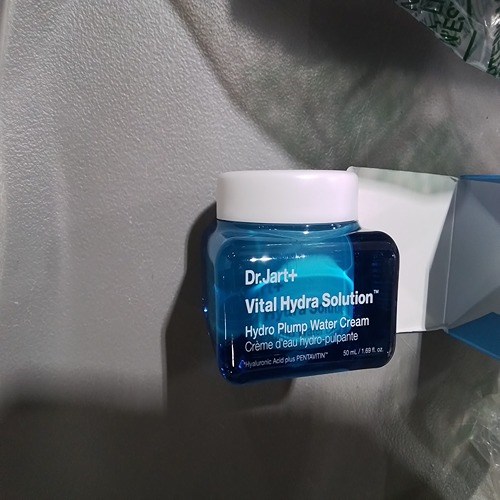 Dr.Jart+
Vital Hydra Solution™
Hydro Plump Water Cream
Crème d'eau hydro-pulpante
*Hyaluronic Acid plus PENTAVITIN™
50 mL / 1.69 fl. oz.